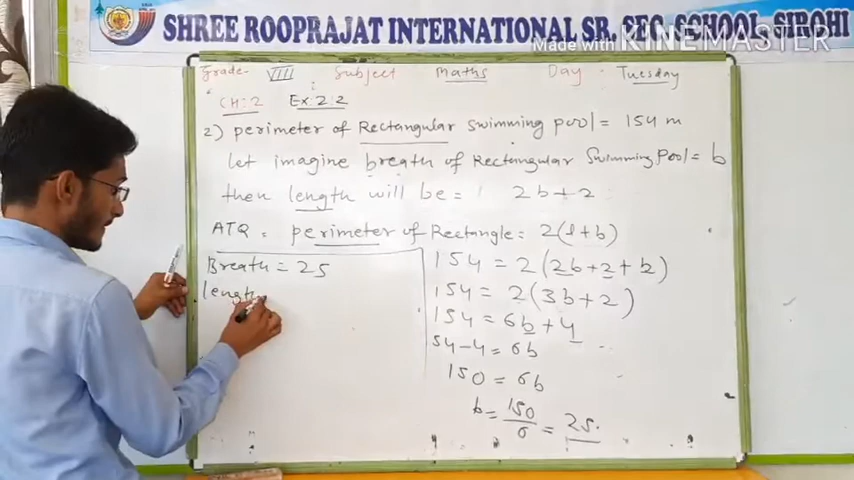 SHREE ROOPRAJAT INTERNATIONAL SR. SEC. SCHOOL, SIROHI
Made With KINEMASTER
Grade- VIII Subject Maths Day Tuesday
CH: 2 Ex: 2.2
2) perimeter of Rectangular swimming pool = 154 m
let imagine breath of Rectangular Swimming Pool = b
then length will be = 2b + 2
ATQ = perimeter of Rectangle = 2(l+b)
154 = 2(2b+2+b)
154 = 2(3b+2)
154 = 6b + 4
154-4 = 6b
150 = 6b
b = 150/6 = 25.
Breath = 25
length